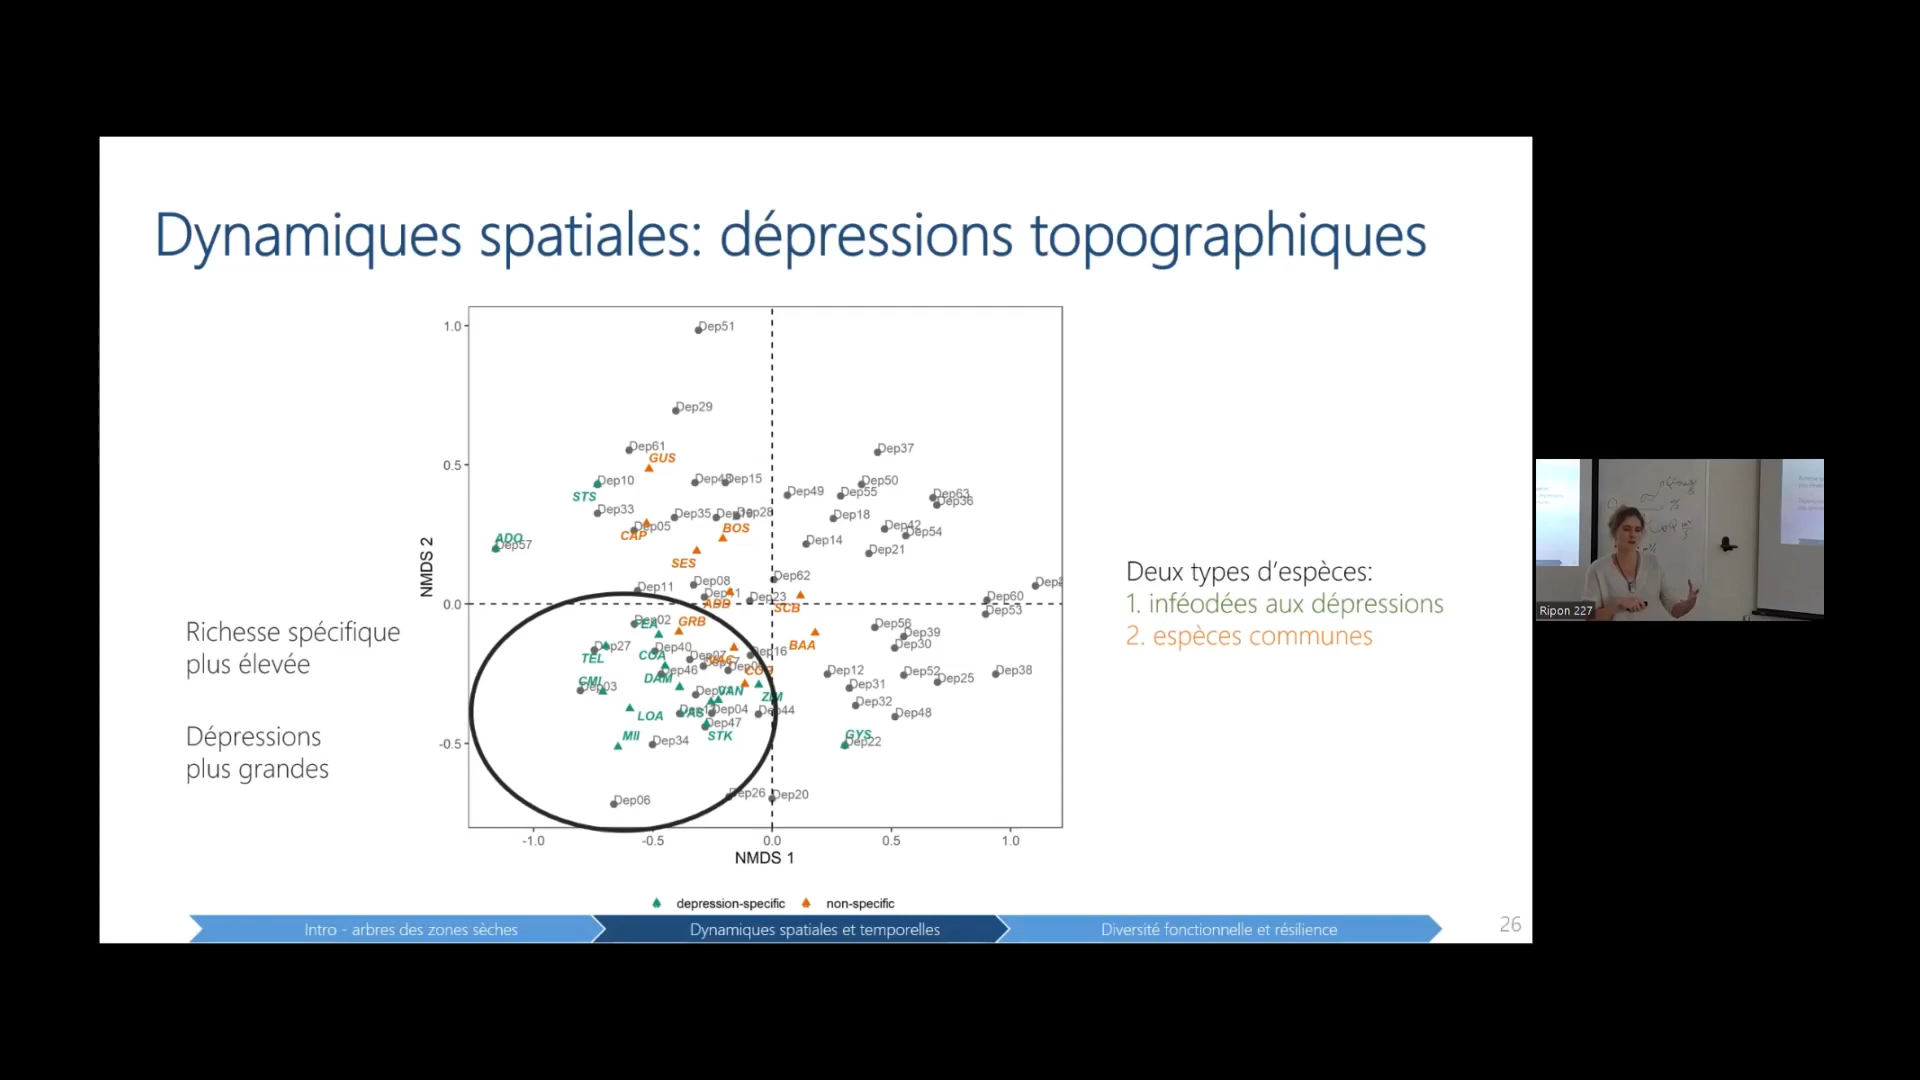 Dynamiques spatiales: dépressions topographiques
Richesse spécifique
plus élevée
Dépressions
plus grandes
NMDS 2
1.0
0.5
0.0
-0.5
Dep51
Dep29
Dep61
GUS
Dep37
Dep10
STS
Dep15
Dep50
Dep49
Dep55
Dep63
Dep36
Dep33
Dep35
Dep28
Dep18
Dep05
CAP
BOS
Dep42
Dep54
ADO
Dep57
Dep14
SES
Dep21
Dep62
Dep11
Dep08
Dep23
SCB
Dep60
Dep53
GRB
Dep56
Dep39
Dep30
BAA
Dep27
TEL
COA
Dep40
Dep46
DAM
Dep12
Dep52
Dep38
Dep25
Dep31
CMI
Dep03
VAN
ZIM
Dep32
LOA
Dep04
Dep44
Dep48
Dep47
MII
Dep34
STK
GYS
Dep22
Dep06
Dep26
Dep20
-1.0
-0.5
0.0
0.5
1.0
NMDS 1
depression-specific
non-specific
Deux types d’espèces:
1. inféodées aux dépressions
2. espèces communes
Intro - arbres des zones sèches
Dynamiques spatiales et temporelles
Diversité fonctionnelle et résilience
26
Ripon 227